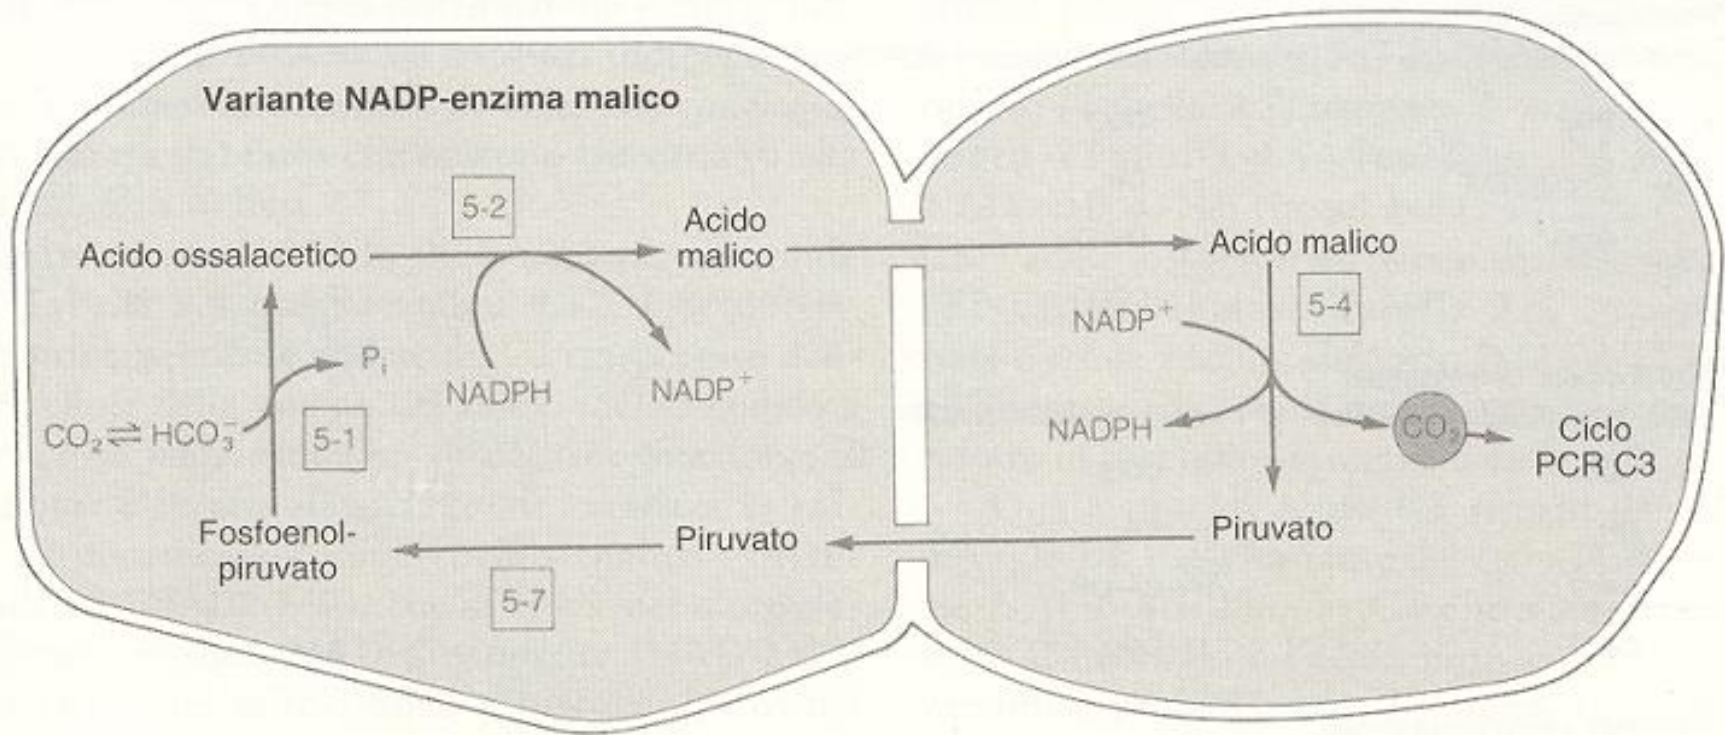 Variante NADP-enzima malico
5-2
Acido ossalacetico
Acido
malico
Acido malico
5-4
NADP⁺
Pᵢ
NADPH
NADP⁺
CO₂ ⇌ HCO₃⁻
5-1
NADPH
CO₂
Ciclo
PCR C3
Fosfoenol-
piruvato
Piruvato
Piruvato
5-7